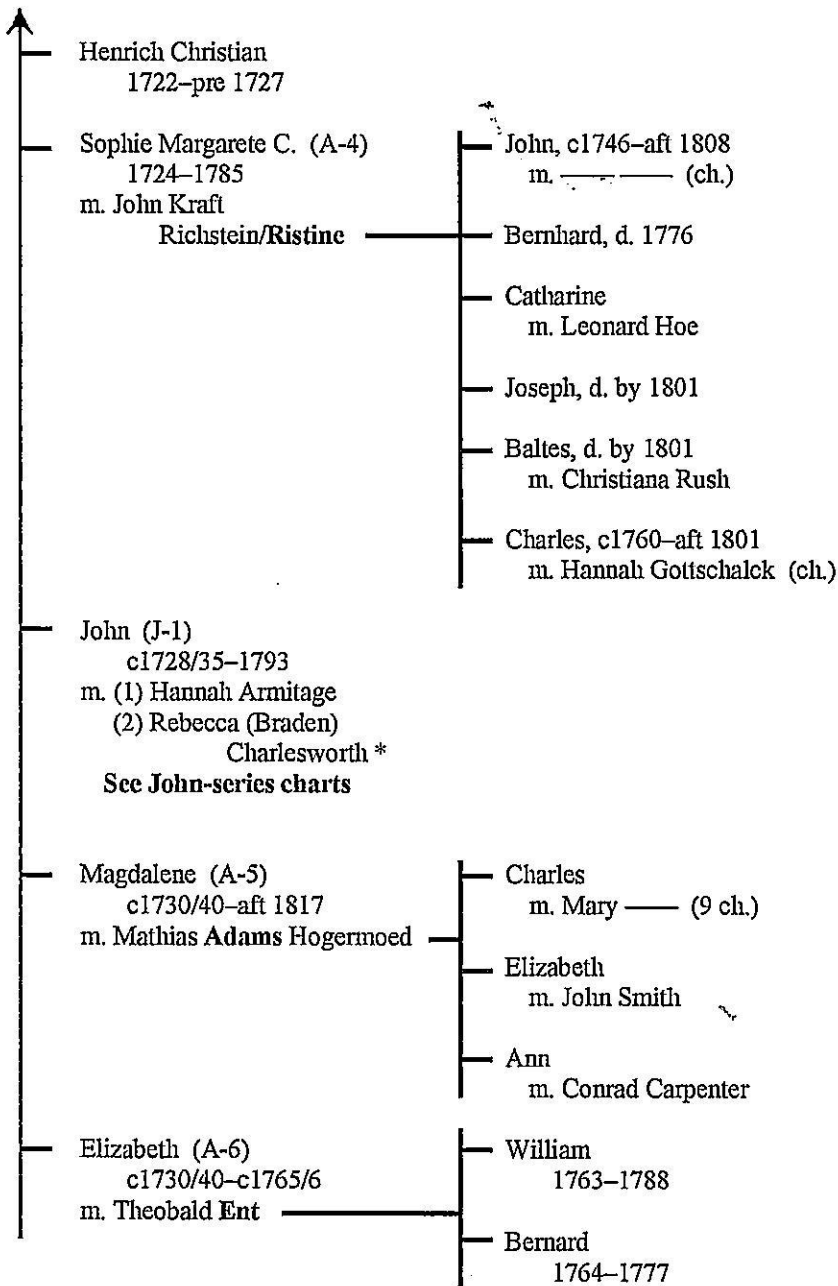 Henrich Christian
1722–pre 1727
Sophie Margarete C. (A-4)
1724–1785
m. John Kraft
Richstein/Ristine
John, c1746–aft 1808
m. —— —— (ch.)
Bernhard, d. 1776
Catharine
m. Leonard Hoe
Joseph, d. by 1801
Baltes, d. by 1801
m. Christiana Rush
Charles, c1760–aft 1801
m. Hannah Gottschalck (ch.)
John (J-1)
c1728/35–1793
m. (1) Hannah Armitage
(2) Rebecca (Braden)
Charlesworth *
See John-series charts
Magdalene (A-5)
c1730/40–aft 1817
m. Mathias Adams Hogermoed
Charles
m. Mary —— (9 ch.)
Elizabeth
m. John Smith
Ann
m. Conrad Carpenter
Elizabeth (A-6)
c1730/40–c1765/6
m. Theobald Ent
William
1763–1788
Bernard
1764–1777